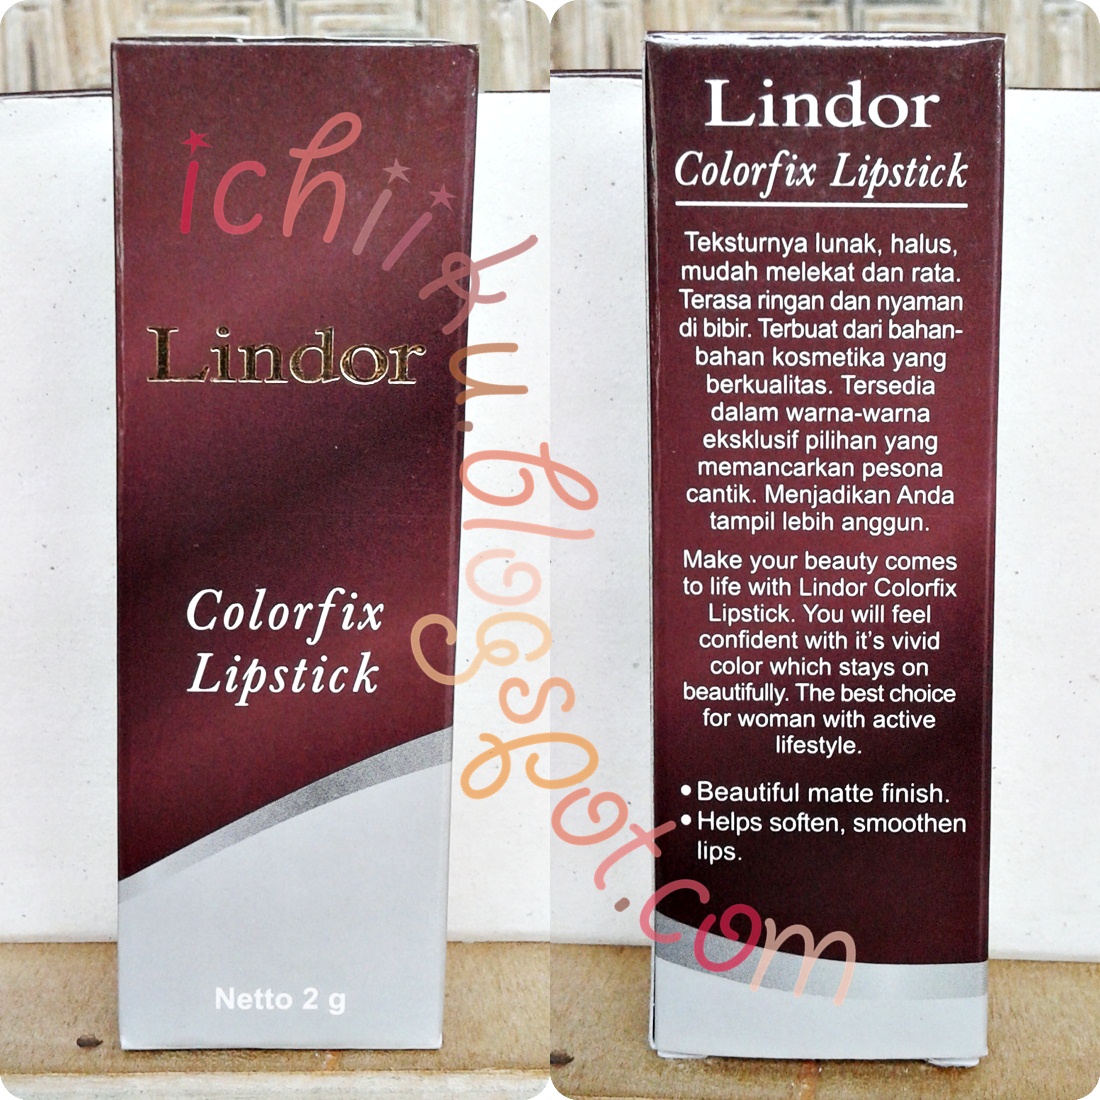 Lindor
Colorfix
Lipstick
Netto 2 g
Lindor
Colorfix Lipstick
Teksturnya lunak, halus,
mudah melekat dan rata.
Terasa ringan dan nyaman
di bibir. Terbuat dari bahan-
bahan kosmetika yang
berkualitas. Tersedia
dalam warna-warna
eksklusif pilihan yang
memancarkan pesona
cantik. Menjadikan Anda
tampil lebih anggun.
Make your beauty comes
to life with Lindor Colorfix
Lipstick. You will feel
confident with it's vivid
color which stays on
beautifully. The best choice
for woman with active
lifestyle.
• Beautiful matte finish.
• Helps soften, smoothen
lips.
ichiiku.blogspot.com